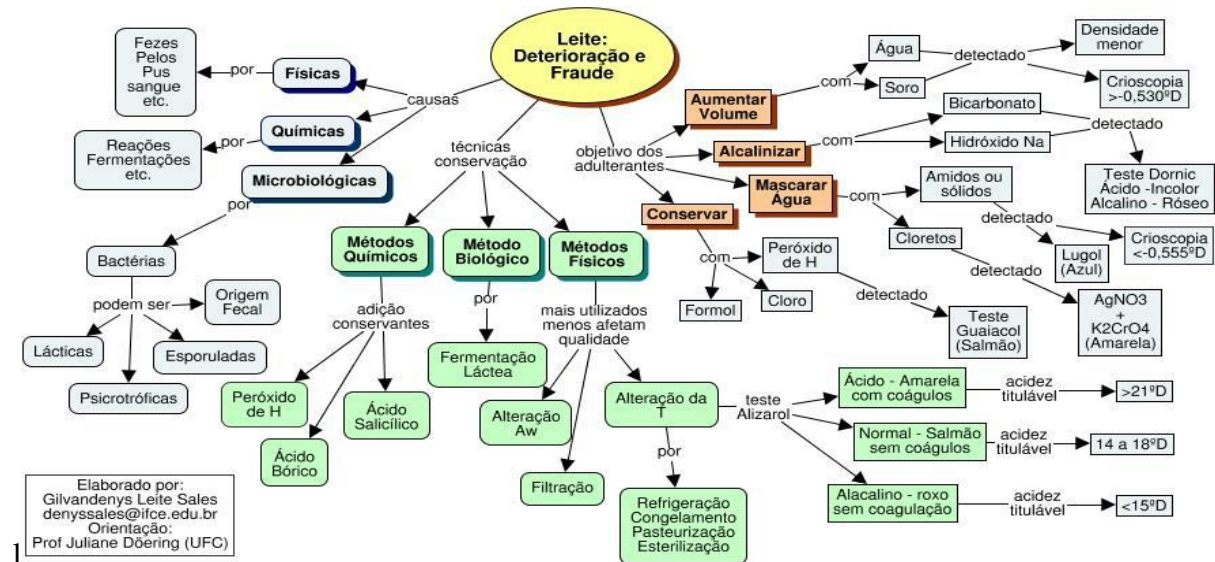 Leite:
Deterioração e
Fraude
causas
Físicas
por
Fezes
Pelos
Pus
sangue
etc.
Químicas
por
Reações
Fermentações
etc.
Microbiológicas
por
Bactérias
podem ser
Origem
Fecal
Lácticas
Esporuladas
Psicrotróficas
técnicas
conservação
Métodos
Químicos
adição
conservantes
Peróxido
de H
Ácido
Bórico
Ácido
Salicílico
Método
Biológico
por
Fermentação
Láctea
Métodos
Físicos
mais utilizados
menos afetam
qualidade
Alteração
Aw
Filtração
Alteração da
T
por
Refrigeração
Congelamento
Pasteurização
Esterilização
teste
Alizarol
Ácido - Amarela
com coágulos
acidez
titulável
>21ºD
Normal - Salmão
sem coágulos
acidez
titulável
14 a 18ºD
Alacalino - roxo
sem coagulação
acidez
titulável
<15ºD
objetivo dos
adulterantes
Aumentar
Volume
com
Água
Soro
detectado
Densidade
menor
Crioscopia
>-0,530ºD
Alcalinizar
com
Bicarbonato
Hidróxido Na
detectado
Teste Dornic
Ácido -Incolor
Alcalino - Róseo
Mascarar
Água
com
Amidos ou
sólidos
detectado
Lugol
(Azul)
Crioscopia
<-0,555ºD
Cloretos
detectado
AgNO3
+
K2CrO4
(Amarela)
Conservar
com
Peróxido
de H
detectado
Teste
Guaiacol
(Salmão)
Cloro
Formol
Elaborado por:
Gilvandenys Leite Sales
denyssales@ifce.edu.br
Orientação:
Prof Juliane Döering (UFC)
l